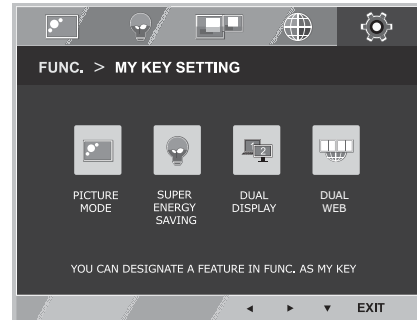 FUNC. > MY KEY SETTING
PICTURE MODE
SUPER ENERGY SAVING
DUAL DISPLAY
DUAL WEB
YOU CAN DESIGNATE A FEATURE IN FUNC. AS MY KEY
EXIT